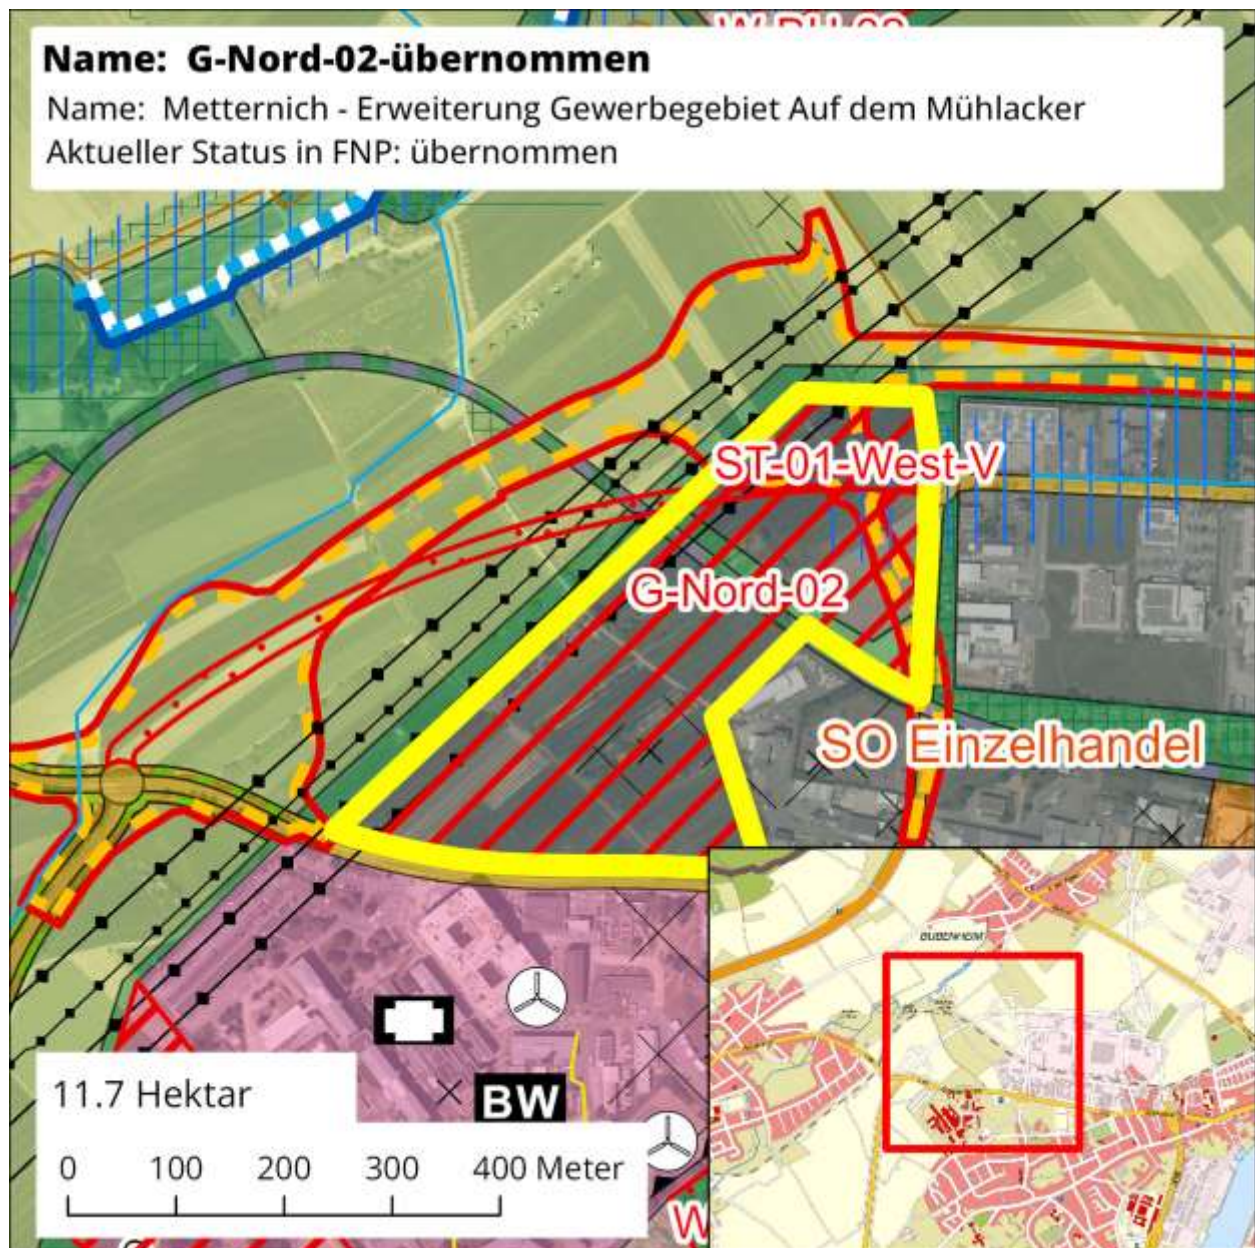 Name: G-Nord-02-übernommen
Name: Metternich - Erweiterung Gewerbegebiet Auf dem Mühlacker
Aktueller Status in FNP: übernommen
ST-01-West-V
G-Nord-02
SO Einzelhandel
BUBENHEIM
BW
11.7 Hektar
0 100 200 300 400 Meter
W